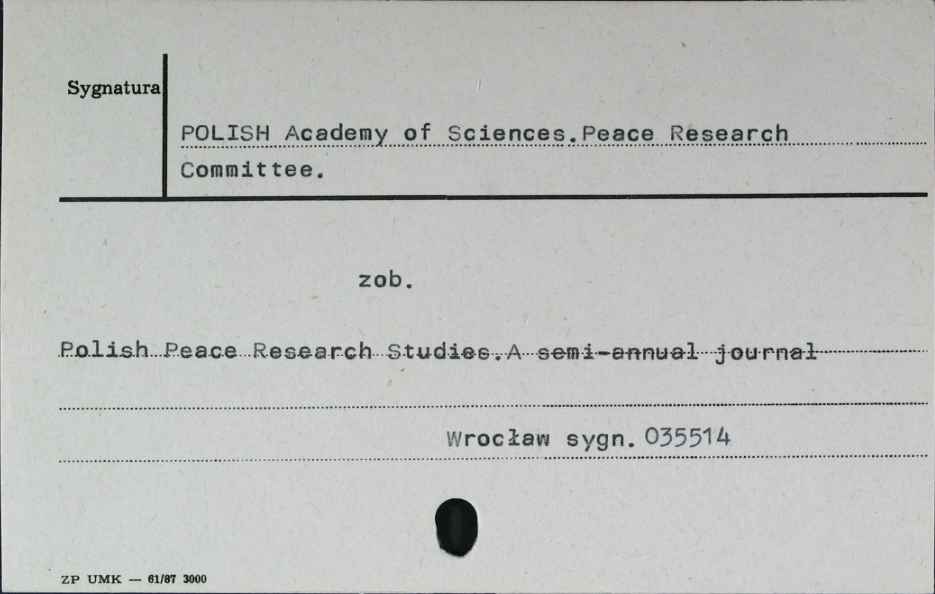 Sygnatura
POLISH Academy of Sciences.Peace Research
Committee.
zob.
Polish Peace Research Studies.A semi-annual journal
Wrocław sygn. 035514
ZP UMK — 61/87 3000